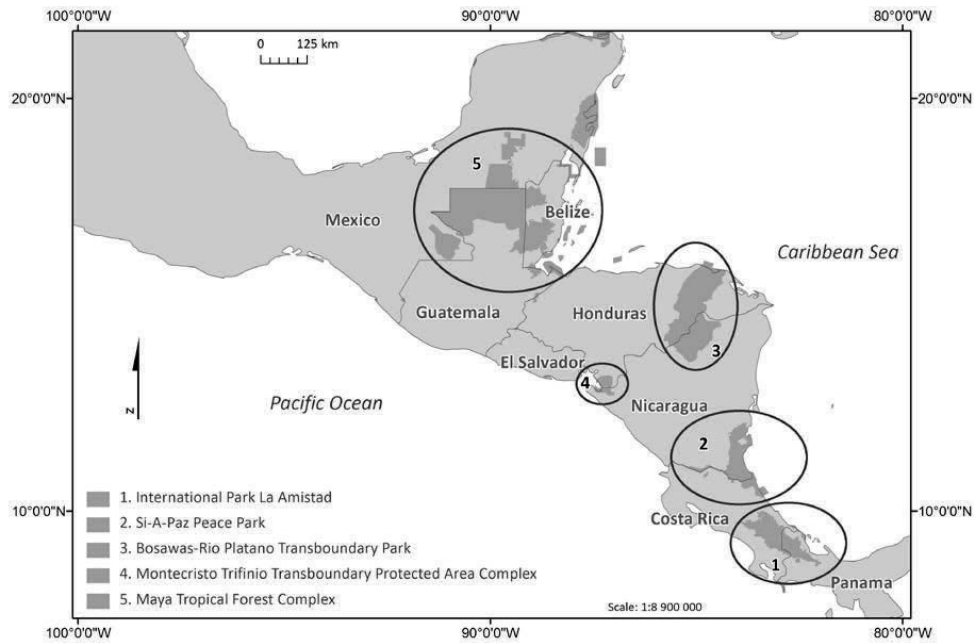 100°0'0"W
90°0'0"W
80°0'0"W
0 125 km
20°0'0"N
20°0'0"N
5
Mexico
Belize
Caribbean Sea
Guatemala
Honduras
3
El Salvador
4
N
Pacific Ocean
Nicaragua
2
1. International Park La Amistad
2. Si-A-Paz Peace Park
3. Bosawas-Rio Platano Transboundary Park
4. Montecristo Trifinio Transboundary Protected Area Complex
5. Maya Tropical Forest Complex
10°0'0"N
10°0'0"N
Costa Rica
1
Panama
Scale: 1:8 900 000
100°0'0"W
90°0'0"W
80°0'0"W